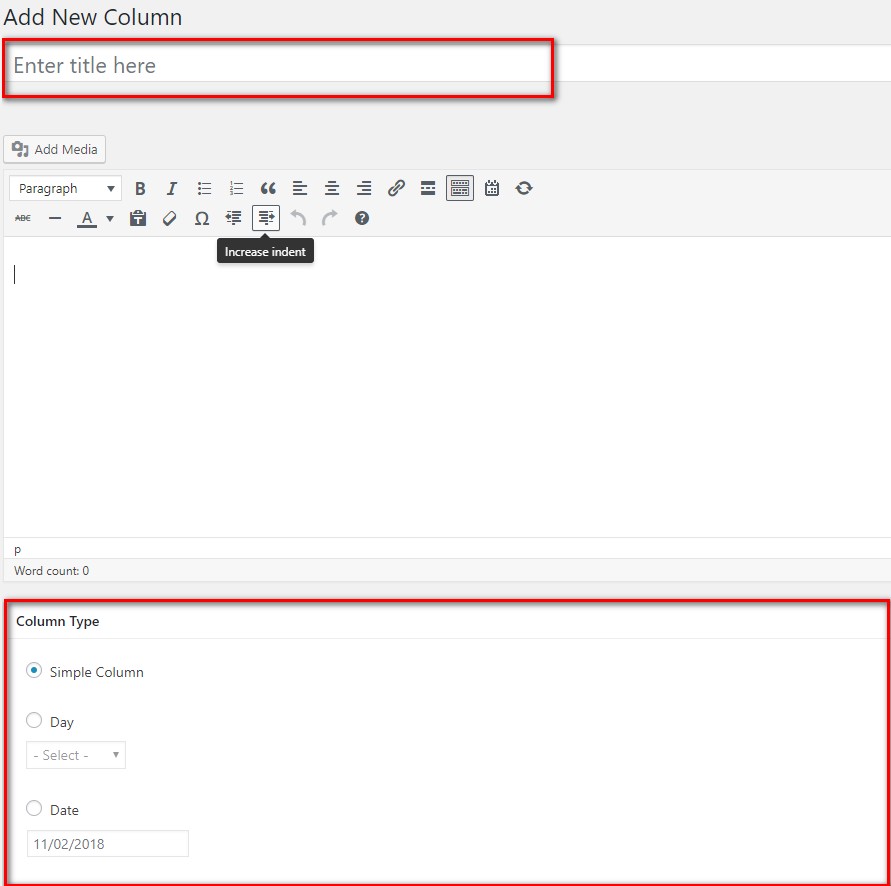 Add New Column
Enter title here
Add Media
Paragraph
B I
ABC A Ω ?
Increase indent
p
Word count: 0
Column Type
Simple Column
Day
- Select -
Date
11/02/2018